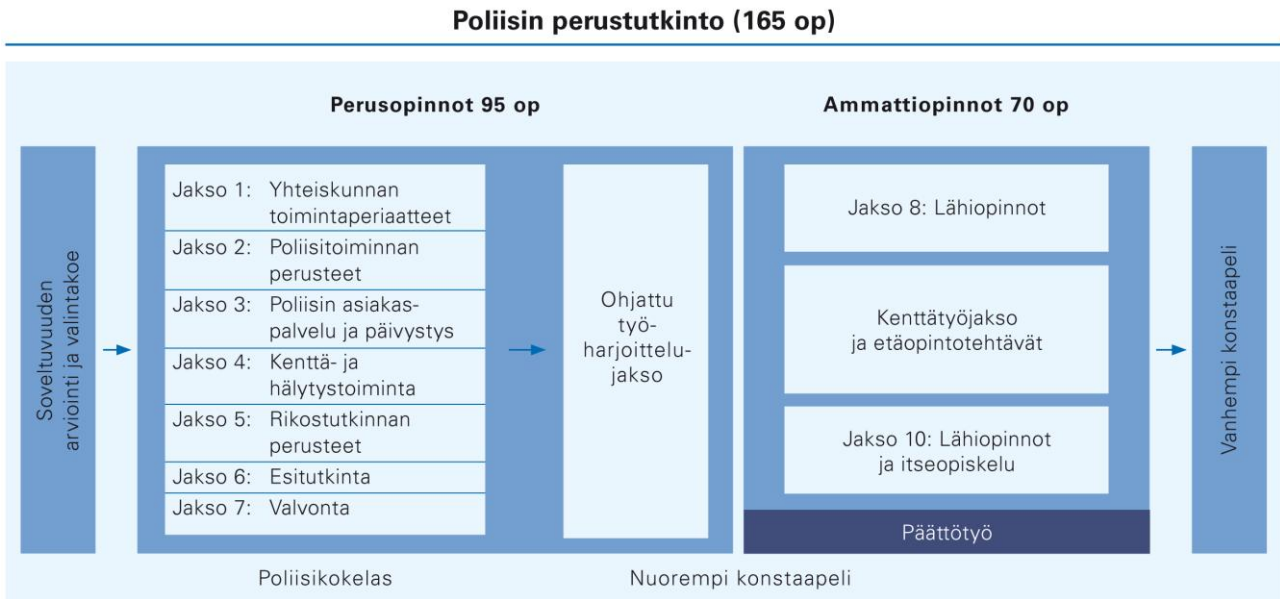 Poliisin perustutkinto (165 op)
Perusopinnot 95 op
Ammattiopinnot 70 op
Soveltuvuuden
arviointi ja valintakoe
Jakso 1: Yhteiskunnan
toimintaperiaatteet
Jakso 2: Poliisitoiminnan
perusteet
Jakso 3: Poliisin asiakas-
palvelu ja päivystys
Jakso 4: Kenttä- ja
hälytystoiminta
Jakso 5: Rikostutkinnan
perusteet
Jakso 6: Esitutkinta
Jakso 7: Valvonta
Ohjattu
työ-
harjoittelu-
jakso
Jakso 8: Lähiopinnot
Kenttätyöjakso
ja etäopintotehtävät
Jakso 10: Lähiopinnot
ja itseopiskelu
Päättötyö
Vanhempi konstaapeli
Poliisikokelas
Nuorempi konstaapeli